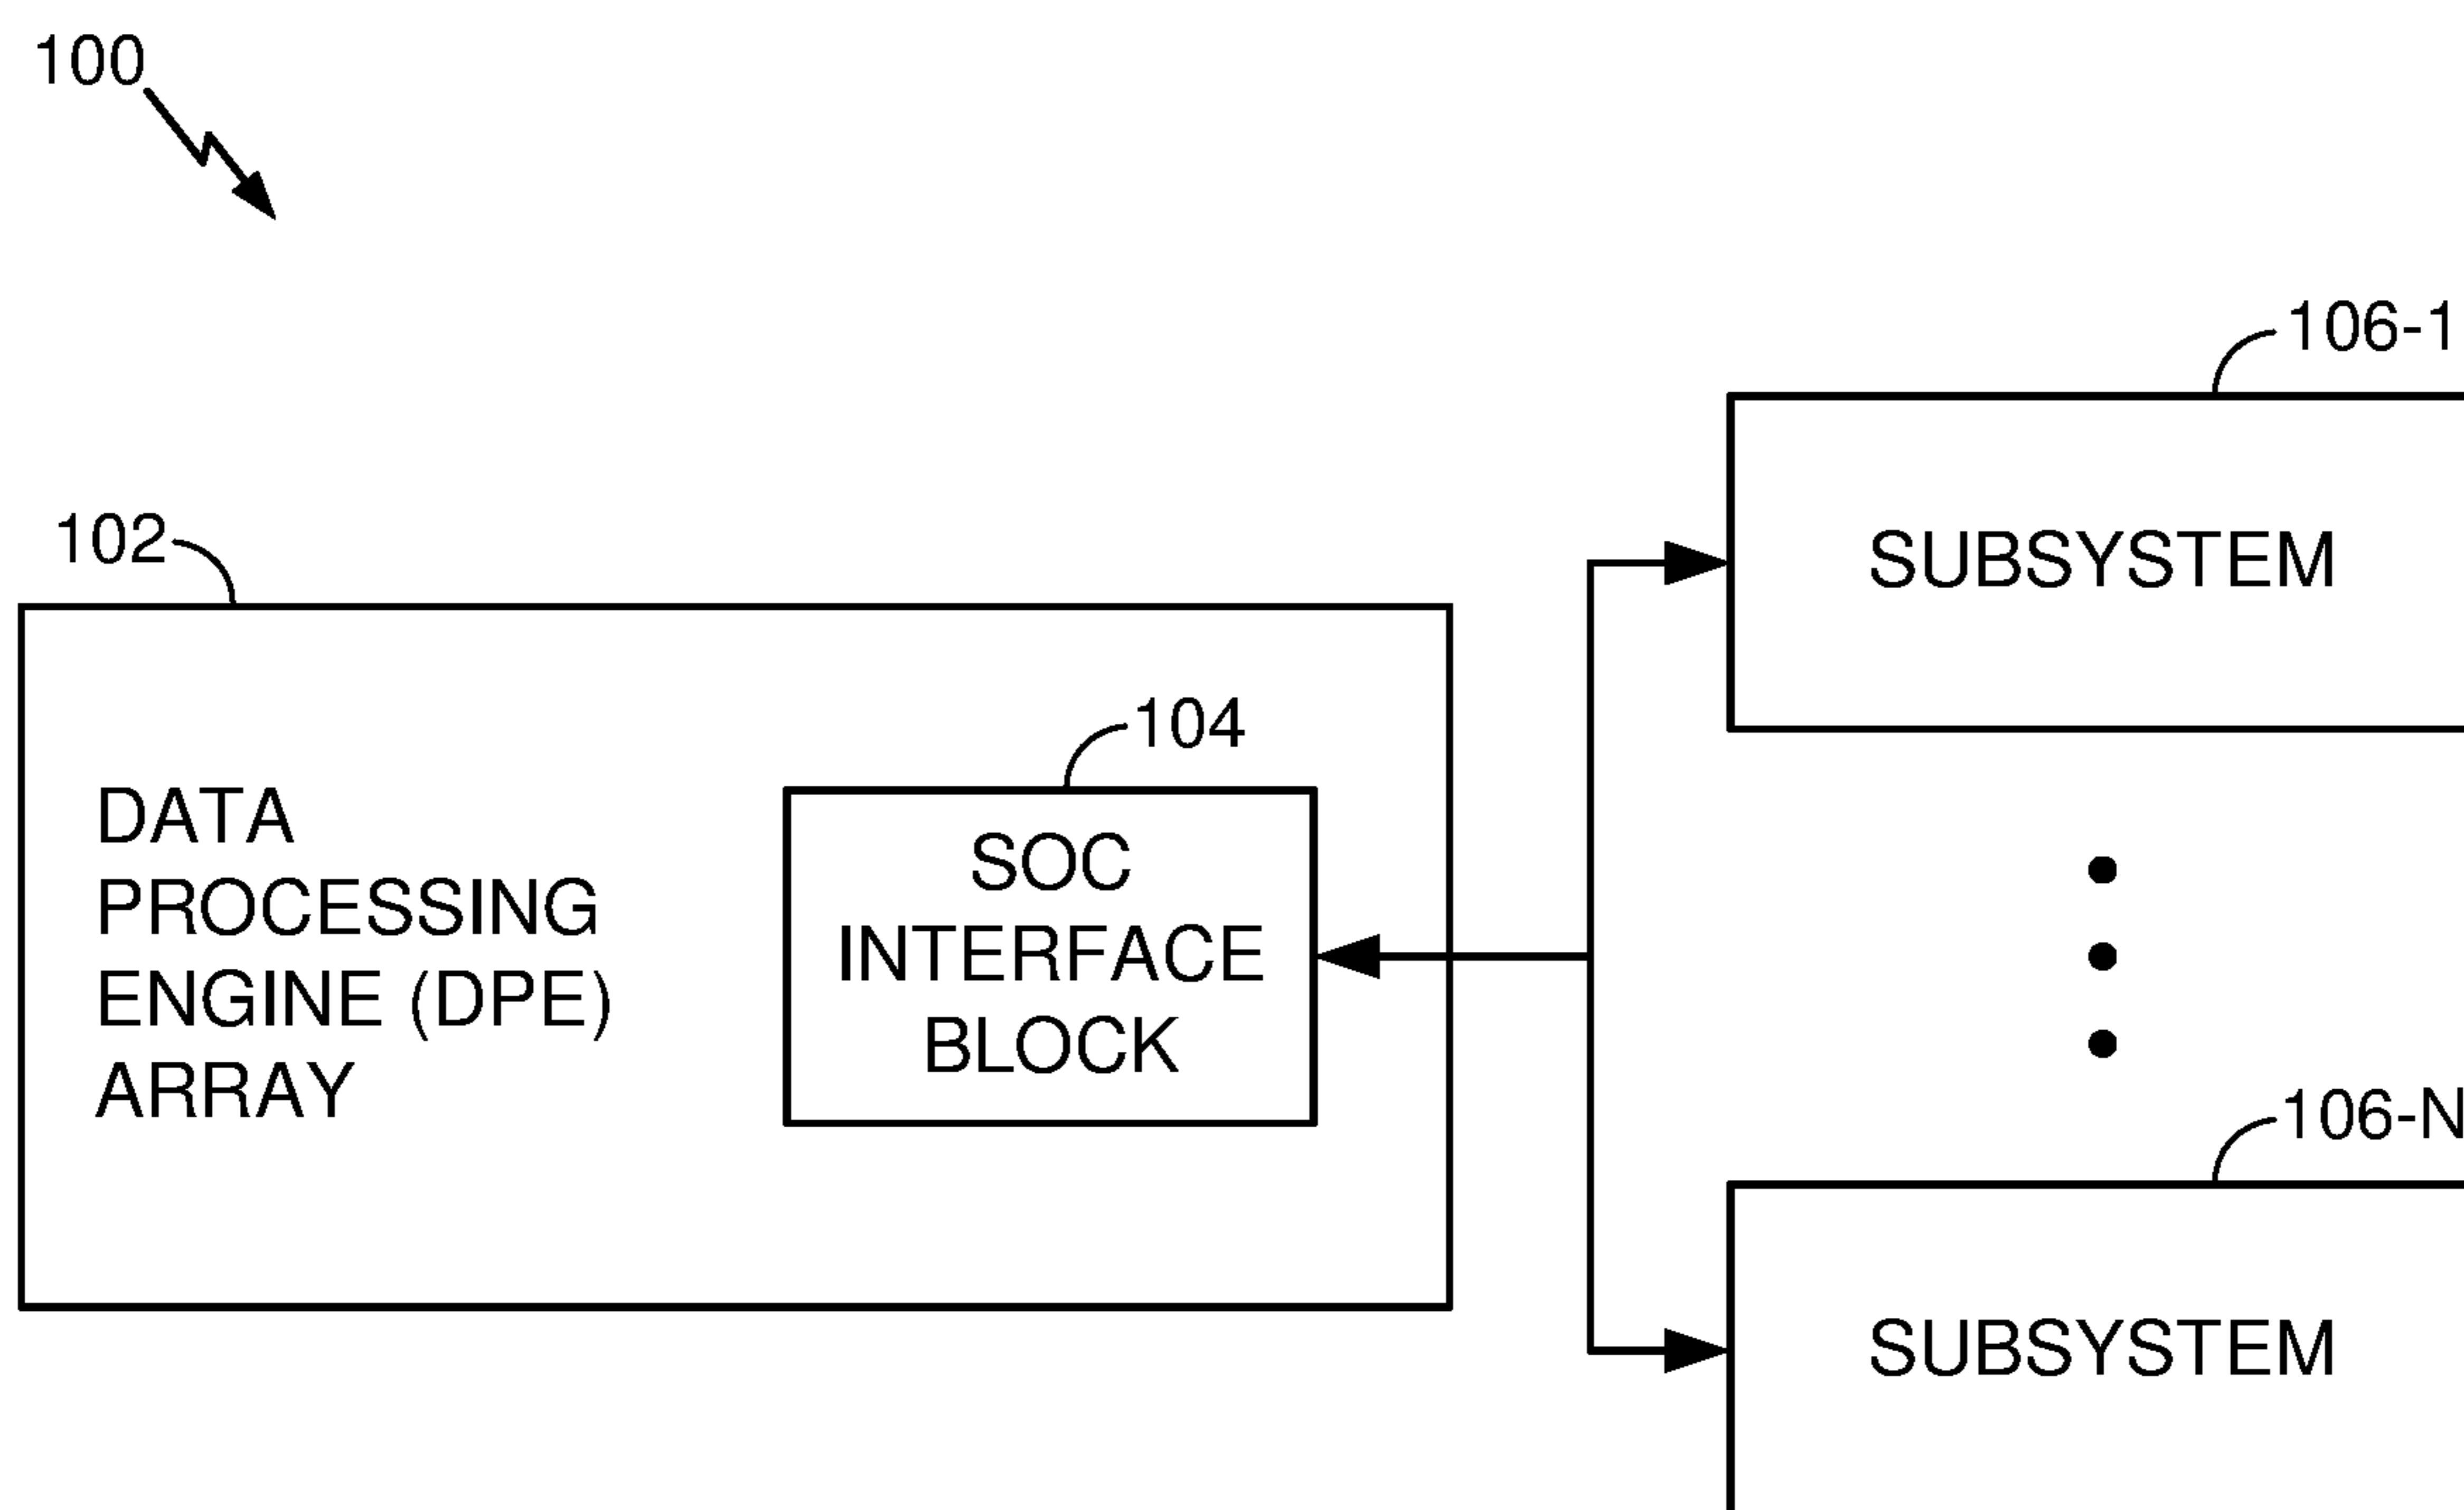 100
106-1
SUBSYSTEM
102
104
DATA
PROCESSING
ENGINE (DPE)
ARRAY
SOC
INTERFACE
BLOCK
106-N
SUBSYSTEM